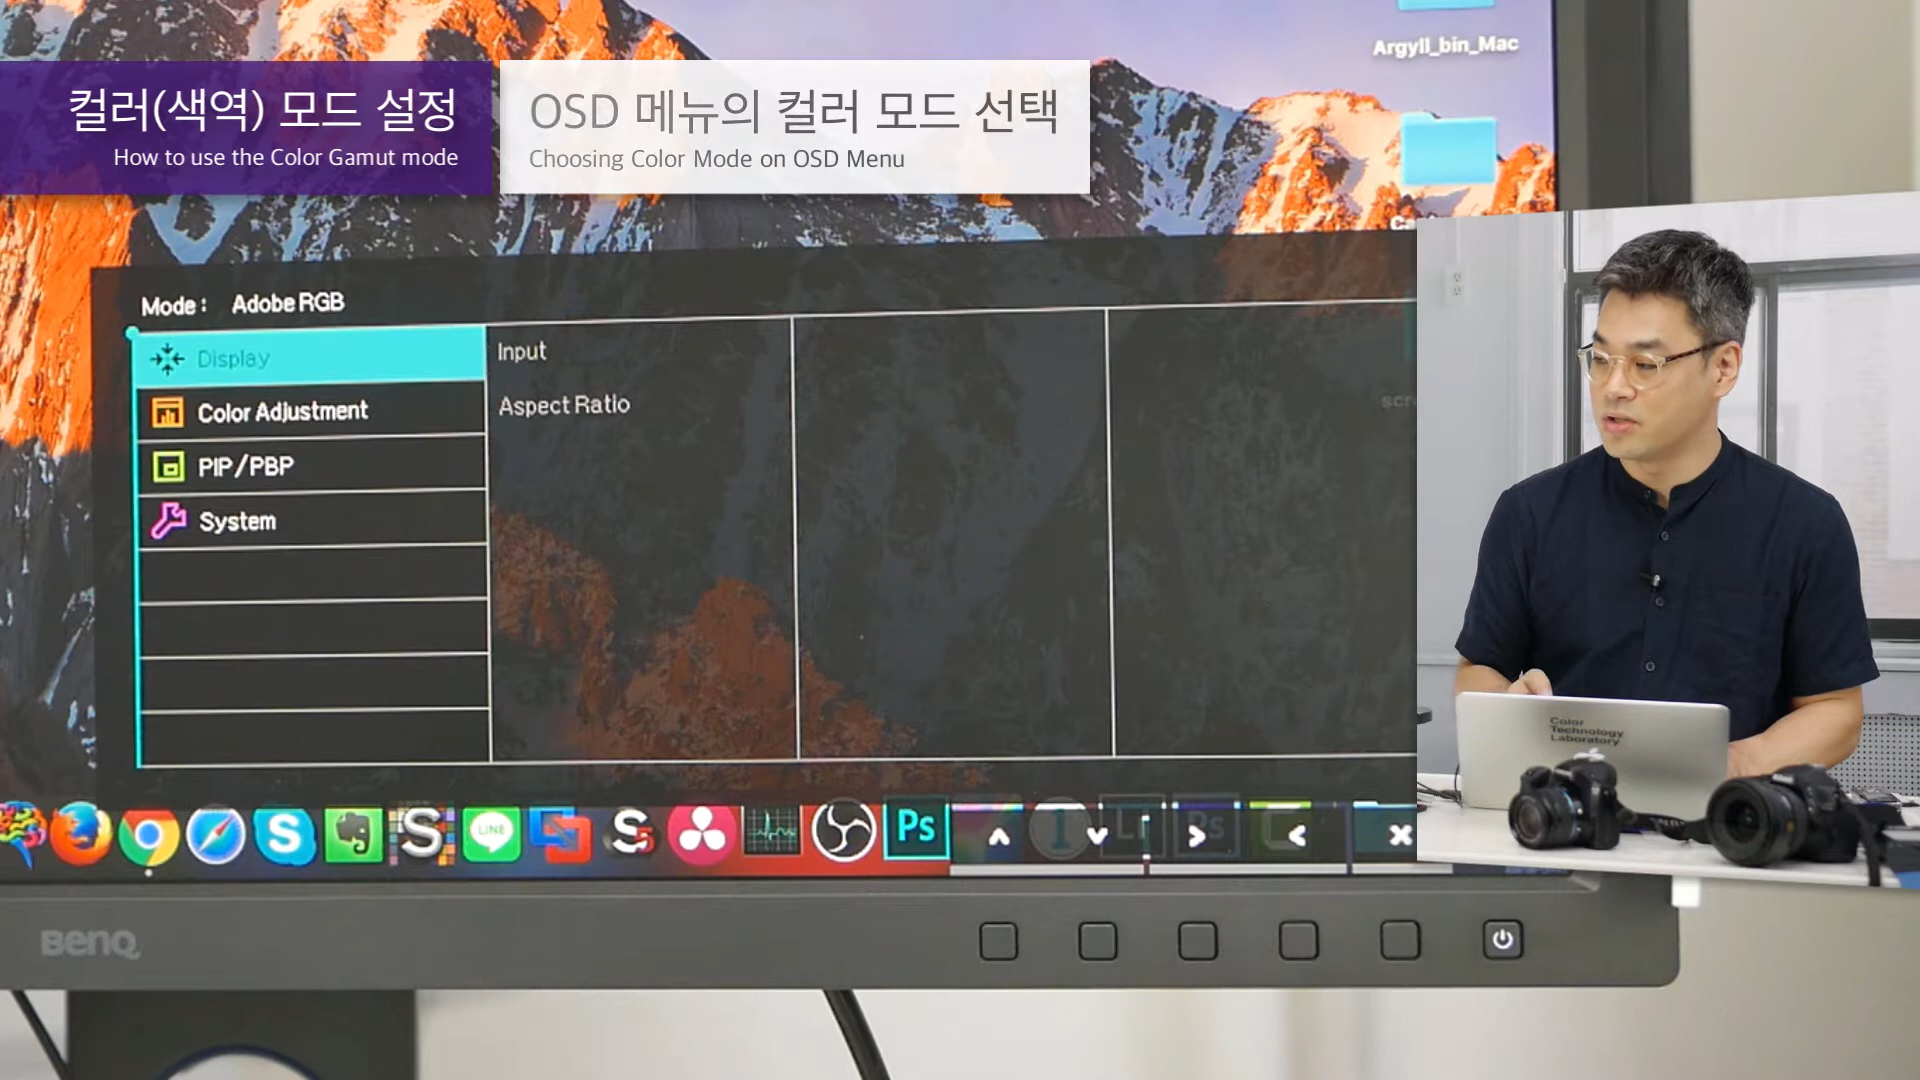 Argyll_bin_Mac
컬러(색역) 모드 설정
How to use the Color Gamut mode
OSD 메뉴의 컬러 모드 선택
Choosing Color Mode on OSD Menu
Mode : Adobe RGB
Display
Input
Color Adjustment
Aspect Ratio
PIP/PBP
System
Color
Technology
Laboratory
LINE
Ps
BenQ